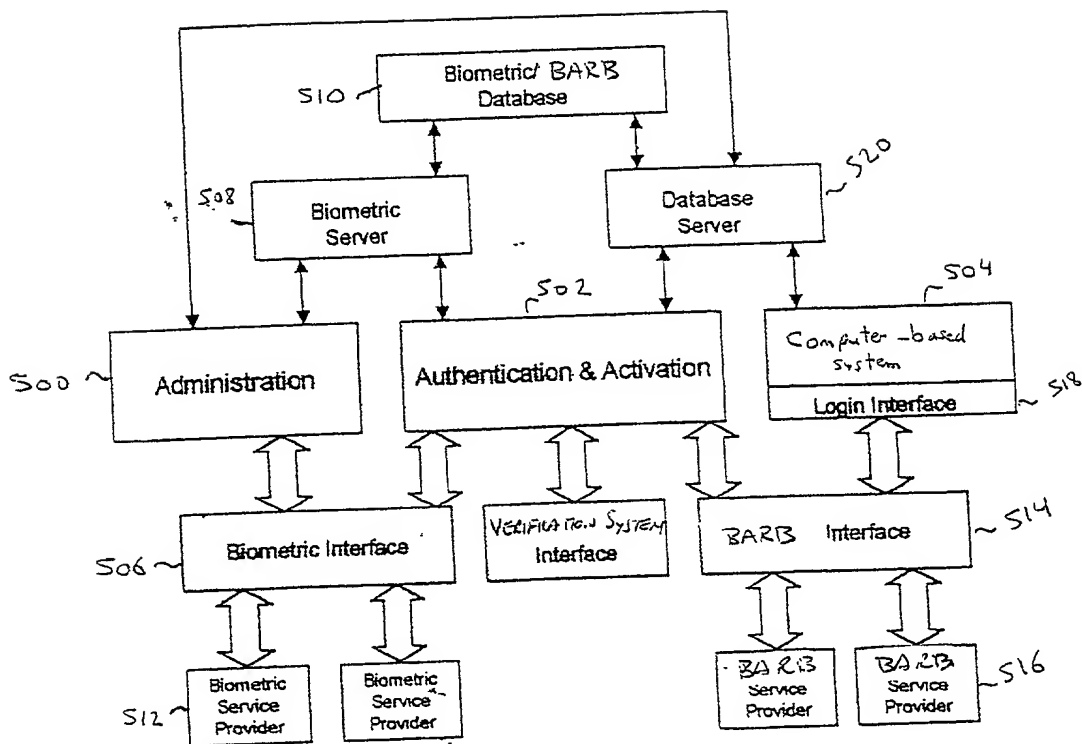 Biometric/ BARB
Database
510
520
508
Biometric
Server
Database
Server
502
504
500
Administration
Authentication & Activation
Computer-based
system
Login Interface
518
506
Biometric Interface
VERIFICATION SYSTEM
Interface
BARB Interface
514
512
Biometric
Service
Provider
Biometric
Service
Provider
BARB
Service
Provider
BARB
Service
Provider
516